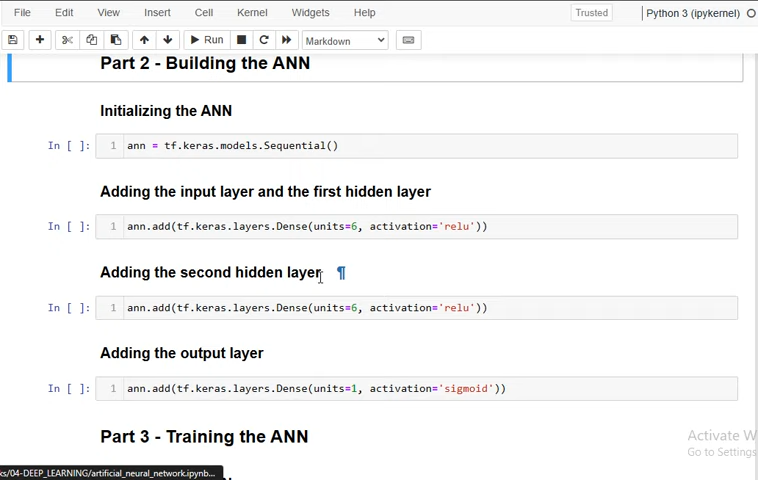 File Edit View Insert Cell Kernel Widgets Help Trusted Python 3 (ipykernel)
Run Markdown
Part 2 - Building the ANN
Initializing the ANN
In [ ]: 1 ann = tf.keras.models.Sequential()
Adding the input layer and the first hidden layer
In [ ]: 1 ann.add(tf.keras.layers.Dense(units=6, activation='relu'))
Adding the second hidden layer ¶
In [ ]: 1 ann.add(tf.keras.layers.Dense(units=6, activation='relu'))
Adding the output layer
In [ ]: 1 ann.add(tf.keras.layers.Dense(units=1, activation='sigmoid'))
Part 3 - Training the ANN
Activate W
Go to Settings
ks/04-DEEP_LEARNING/artificial_neural_network.ipynb...